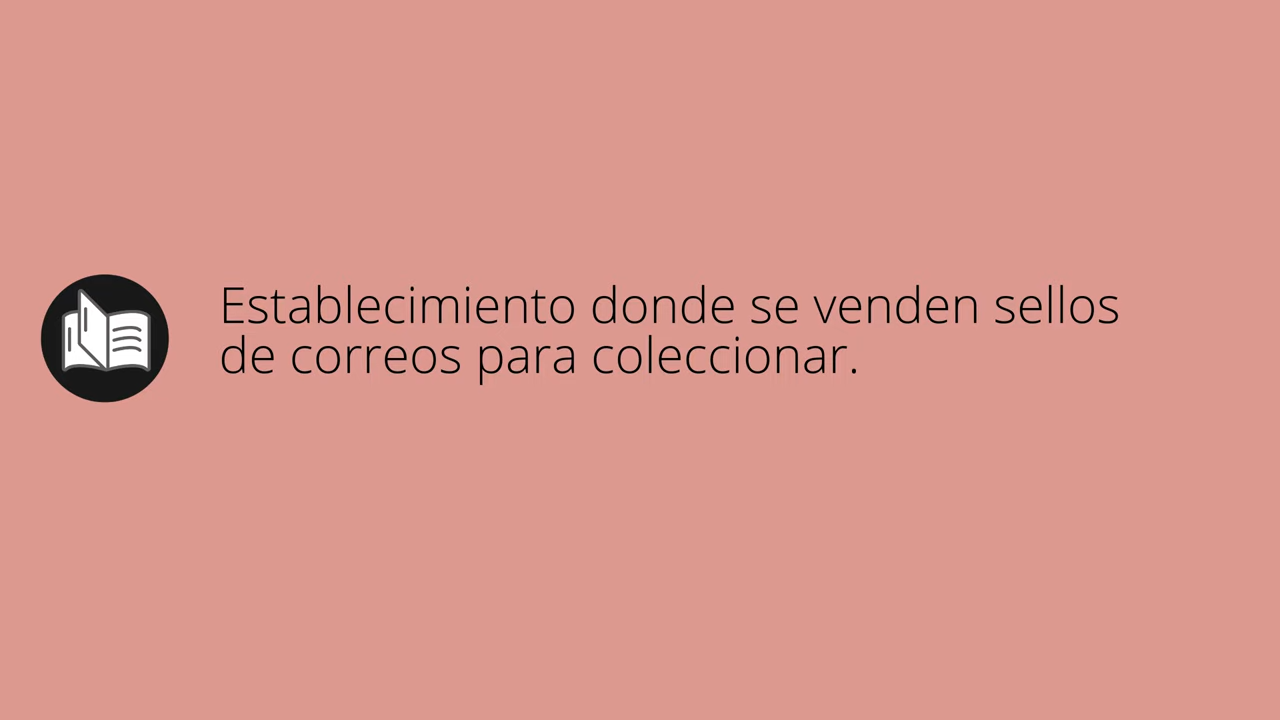 Establecimiento donde se venden sellos
de correos para coleccionar.